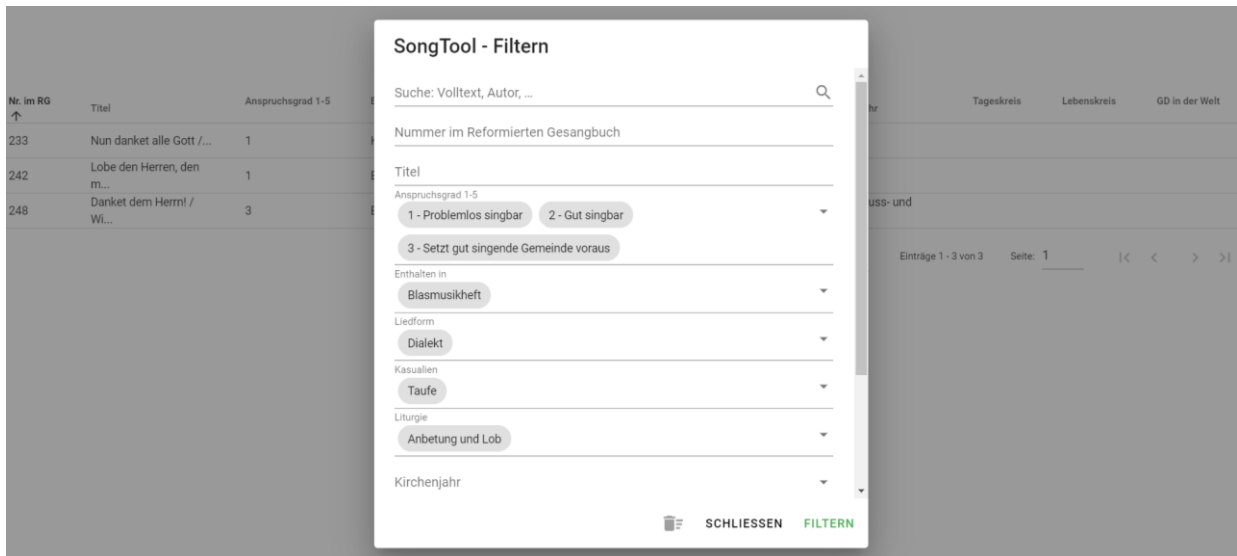 SongTool - Filtern
Suche: Volltext, Autor, ...
Nummer im Reformierten Gesangbuch
Titel
Anspruchsgrad 1-5
1 - Problemlos singbar
2 - Gut singbar
3 - Setzt gut singende Gemeinde voraus
Enthalten in
Blasmusikheft
Liedform
Dialekt
Kasualien
Taufe
Liturgie
Anbetung und Lob
Kirchenjahr
SCHLIESSEN FILTERN
Nr. im RG Titel Anspruchsgrad 1-5 Tageskreis Lebenskreis GD in der Welt
233 Nun danket alle Gott /... 1
242 Lobe den Herren, den m... 1
248 Danket dem Herrn! / Wi... 3
Einträge 1 - 3 von 3 Seite: 1